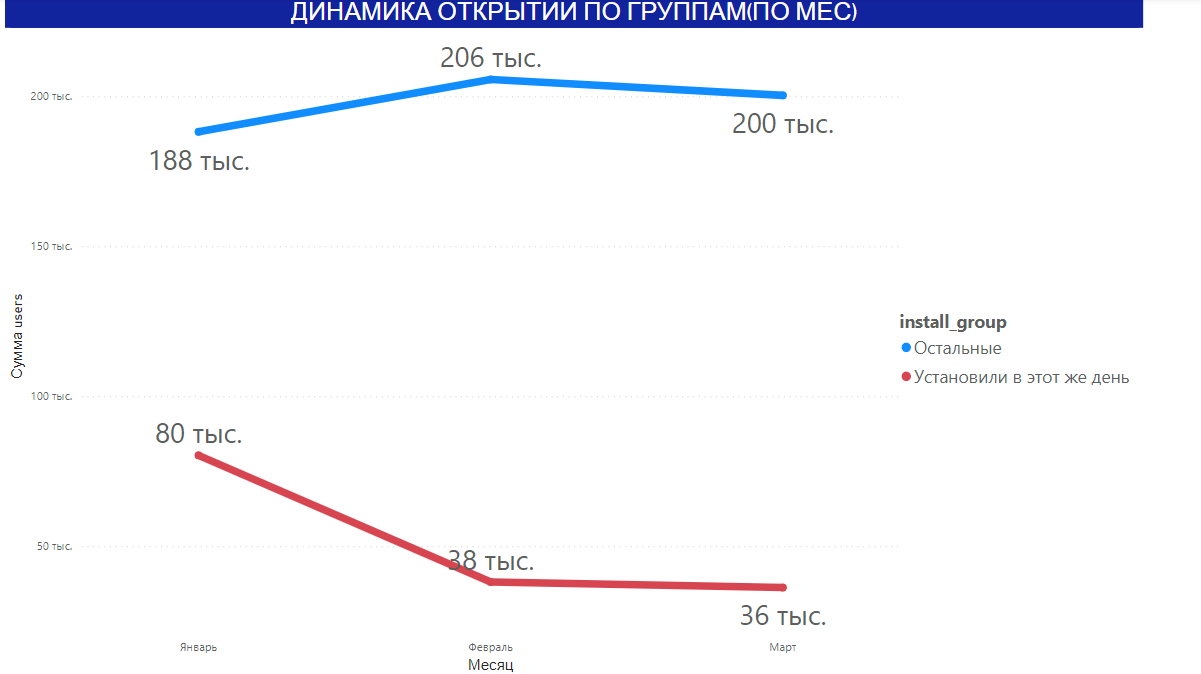 ДИНАМИКА ОТКРЫТИЙ ПО ГРУППАМ(ПО МЕС)
206 тыс.
200 тыс.
200 тыс.
188 тыс.
150 тыс.
Сумма users
install_group
Остальные
Установили в этот же день
100 тыс.
80 тыс.
50 тыс.
38 тыс.
36 тыс.
Январь
Февраль
Март
Месяц